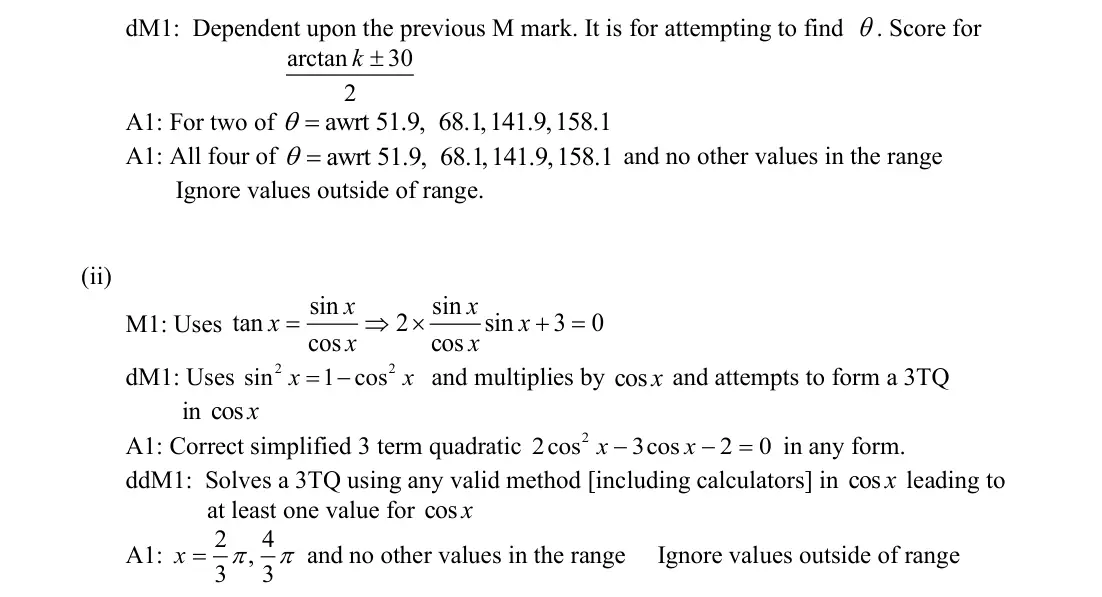 dM1: Dependent upon the previous M mark. It is for attempting to find θ. Score for
(arctan k ± 30)/2
A1: For two of θ = awrt 51.9, 68.1, 141.9, 158.1
A1: All four of θ = awrt 51.9, 68.1, 141.9, 158.1 and no other values in the range
Ignore values outside of range.
(ii)
M1: Uses tan x = sin x/cos x ⇒ 2 × sin x/cos x sin x + 3 = 0
dM1: Uses sin² x = 1 − cos² x and multiplies by cos x and attempts to form a 3TQ
in cos x
A1: Correct simplified 3 term quadratic 2cos² x − 3cos x − 2 = 0 in any form.
ddM1: Solves a 3TQ using any valid method [including calculators] in cos x leading to
at least one value for cos x
A1: x = 2/3 π, 4/3 π and no other values in the range Ignore values outside of range